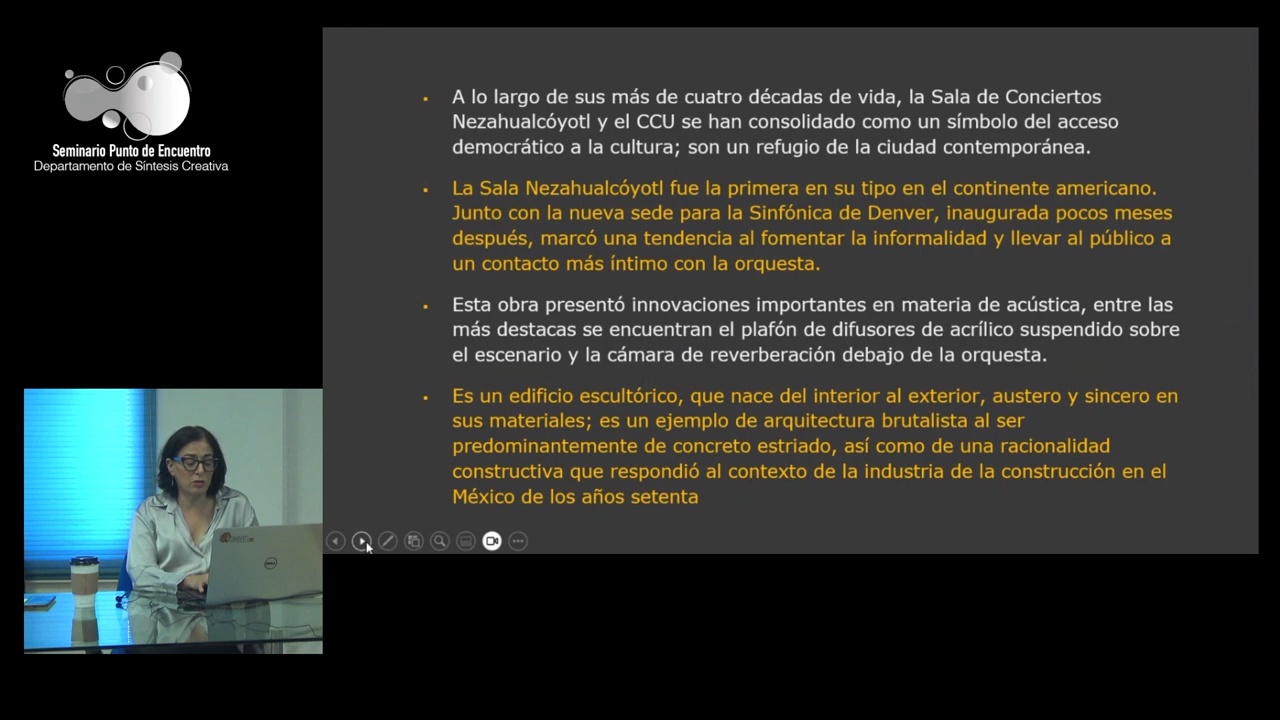 Seminario Punto de Encuentro
Departamento de Síntesis Creativa
▪ A lo largo de sus más de cuatro décadas de vida, la Sala de Conciertos
Nezahualcóyotl y el CCU se han consolidado como un símbolo del acceso
democrático a la cultura; son un refugio de la ciudad contemporánea.
▪ La Sala Nezahualcóyotl fue la primera en su tipo en el continente americano.
Junto con la nueva sede para la Sinfónica de Denver, inaugurada pocos meses
después, marcó una tendencia al fomentar la informalidad y llevar al público a
un contacto más íntimo con la orquesta.
▪ Esta obra presentó innovaciones importantes en materia de acústica, entre las
más destacas se encuentran el plafón de difusores de acrílico suspendido sobre
el escenario y la cámara de reverberación debajo de la orquesta.
▪ Es un edificio escultórico, que nace del interior al exterior, austero y sincero en
sus materiales; es un ejemplo de arquitectura brutalista al ser
predominantemente de concreto estriado, así como de una racionalidad
constructiva que respondió al contexto de la industria de la construcción en el
México de los años setenta
DELL